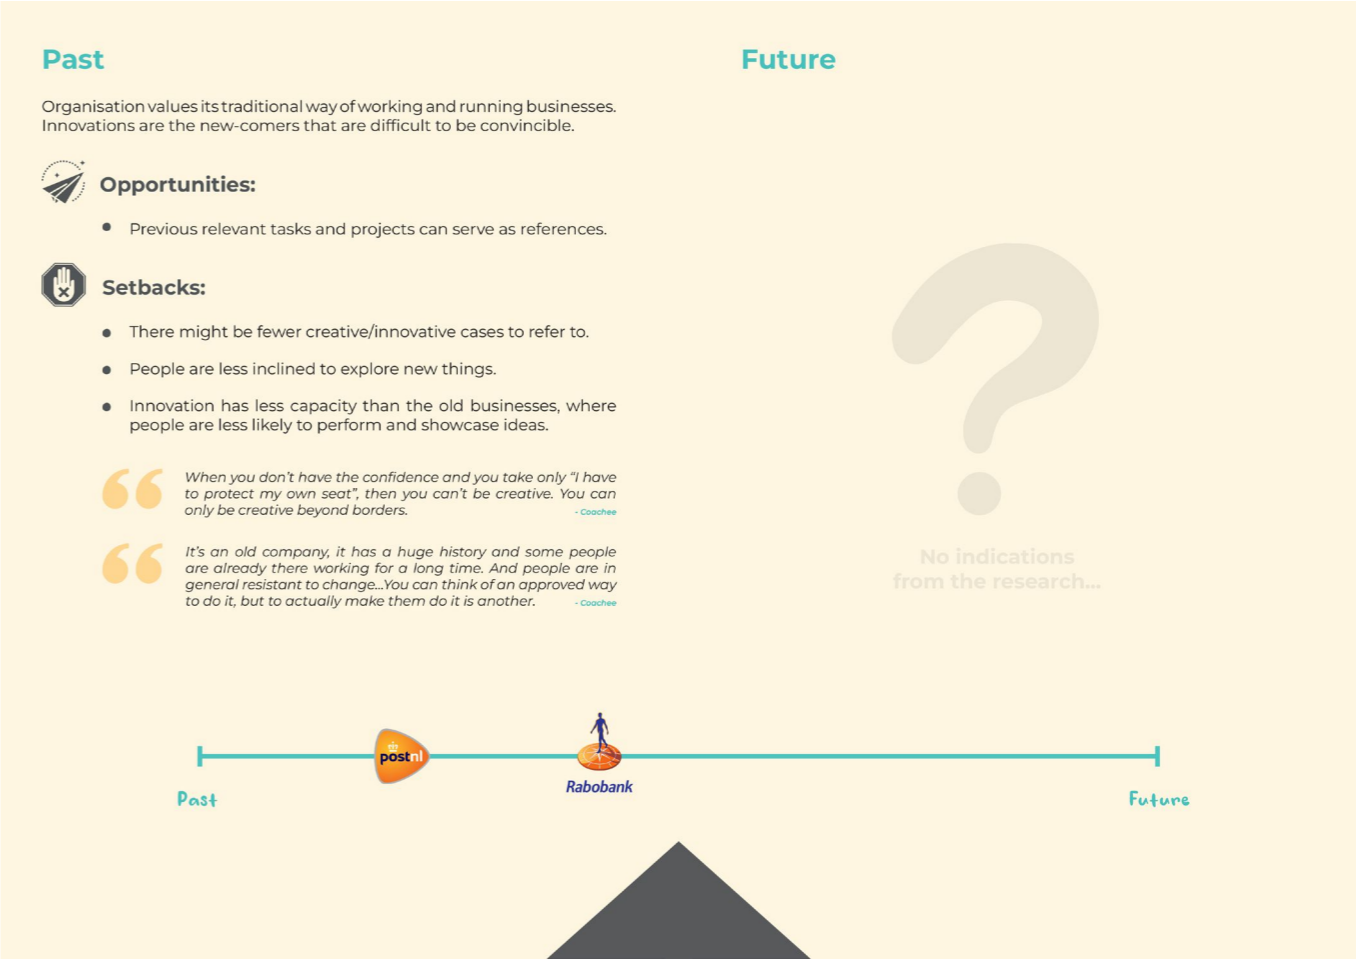 Past
Organisation values its traditional way of working and running businesses.
Innovations are the new-comers that are difficult to be convincible.
Opportunities:
Previous relevant tasks and projects can serve as references.
Setbacks:
There might be fewer creative/innovative cases to refer to.
People are less inclined to explore new things.
Innovation has less capacity than the old businesses, where
people are less likely to perform and showcase ideas.
When you don't have the confidence and you take only “I have
to protect my own seat”, then you can't be creative. You can
only be creative beyond borders. - Coachee
It's an old company, it has a huge history and some people
are already there working for a long time. And people are in
general resistant to change...You can think of an approved way
to do it, but to actually make them do it is another. - Coachee
Future
No indications
from the research...
postnl
Rabobank
Past
Future